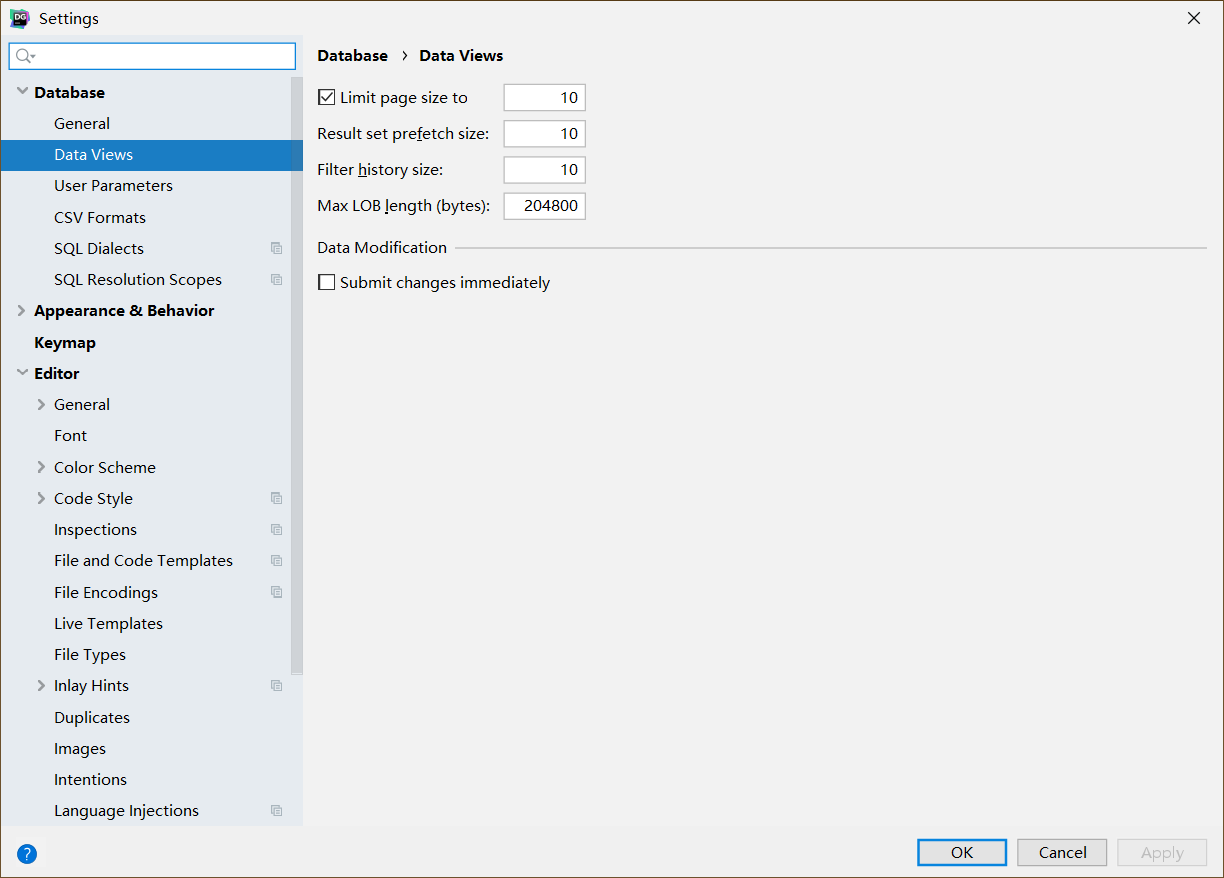 DG
Settings
Database
General
Data Views
User Parameters
CSV Formats
SQL Dialects
SQL Resolution Scopes
Appearance & Behavior
Keymap
Editor
General
Font
Color Scheme
Code Style
Inspections
File and Code Templates
File Encodings
Live Templates
File Types
Inlay Hints
Duplicates
Images
Intentions
Language Injections
Database › Data Views
Limit page size to 10
Result set prefetch size: 10
Filter history size: 10
Max LOB length (bytes): 204800
Data Modification
Submit changes immediately
?
OK Cancel Apply